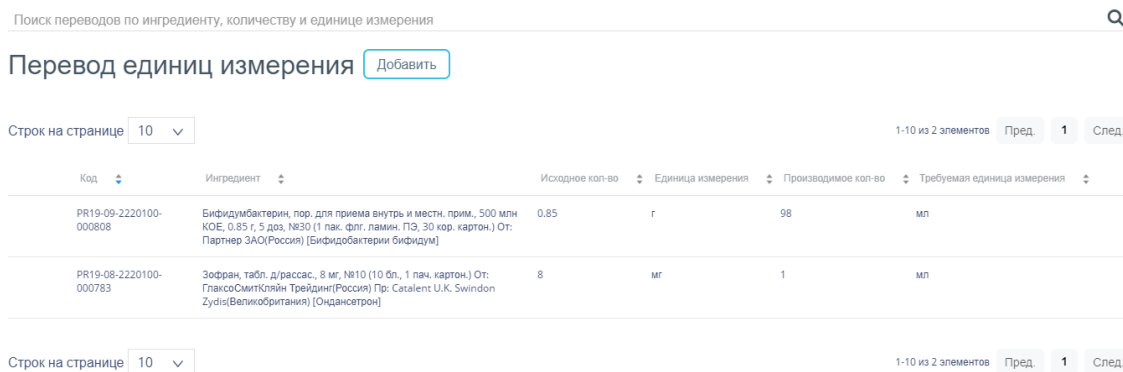 Поиск переводов по ингредиенту, количеству и единице измерения
Перевод единиц измерения Добавить
Строк на странице 10 1-10 из 2 элементов Пред. 1 След.
Код Ингредиент Исходное кол-во Единица измерения Производимое кол-во Требуемая единица измерения
PR19-09-2220100- Бифидумбактерин, пор. для приема внутрь и местн. прим., 500 млн 0.85 г 98 мл
000808 КОЕ, 0.85 г, 5 доз, №30 (1 пак. флг. ламин. ПЭ, 30 кор. картон.) От:
Партнер ЗАО(Россия) [Бифидобактерии бифидум]
PR19-08-2220100- Зофран, табл. д/рассас., 8 мг, №10 (10 бл., 1 пач. картон.) От: 8 мг 1 мл
000783 ГлаксоСмитКляйн Трейдинг(Россия) Пр: Catalent U.K. Swindon
Zydis(Великобритания) [Ондансетрон]
Строк на странице 10 1-10 из 2 элементов Пред. 1 След.